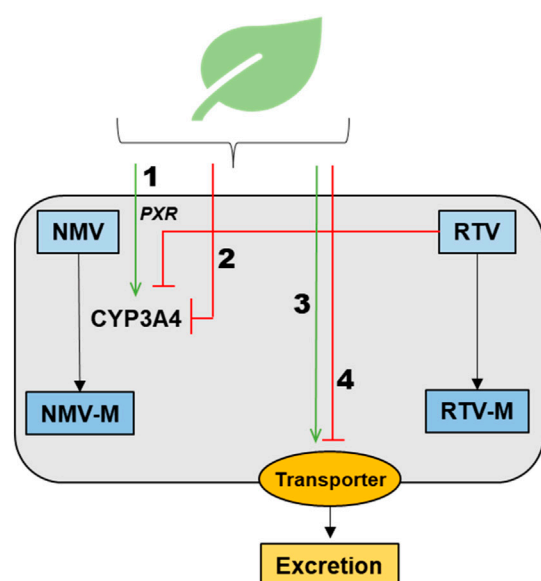 1
PXR
NMV
RTV
2
CYP3A4
3
4
NMV-M
RTV-M
Transporter
Excretion